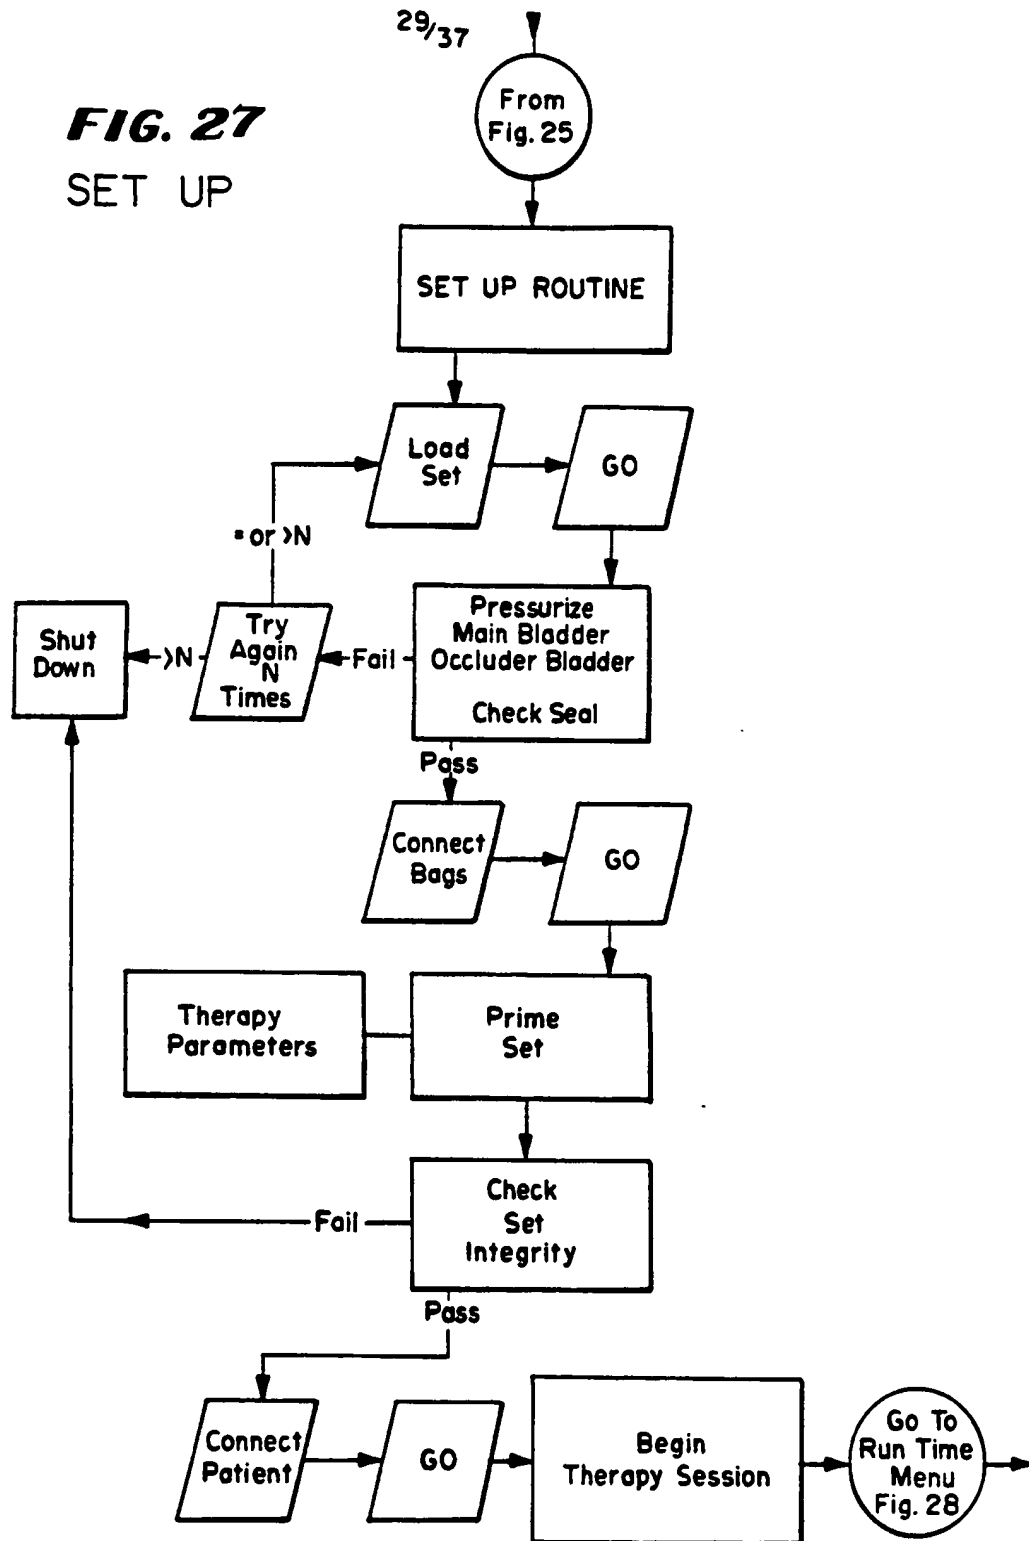 29/37
FIG. 27
SET UP
From
Fig. 25
SET UP ROUTINE
Load
Set
GO
= or >N
Pressurize
Main Bladder
Occluder Bladder
Check Seal
Fail
Try
Again
N
Times
>N
Shut
Down
Pass
Connect
Bags
GO
Therapy
Parameters
Prime
Set
Check
Set
Integrity
Fail
Pass
Connect
Patient
GO
Begin
Therapy Session
Go To
Run Time
Menu
Fig. 28